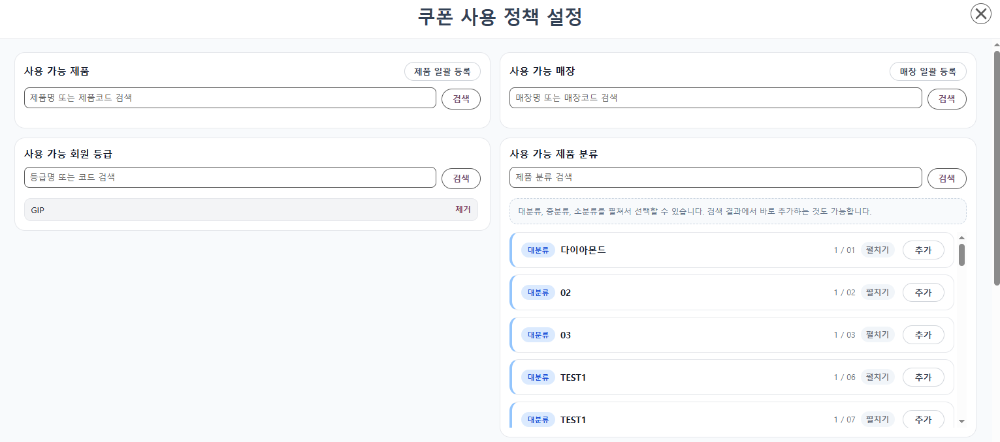 쿠폰 사용 정책 설정
사용 가능 제품
제품 일괄 등록
제품명 또는 제품코드 검색
검색
사용 가능 매장
매장 일괄 등록
매장명 또는 매장코드 검색
검색
사용 가능 회원 등급
등급명 또는 코드 검색
검색
GIP
제거
사용 가능 제품 분류
제품 분류 검색
검색
대분류, 중분류, 소분류를 펼쳐서 선택할 수 있습니다. 검색 결과에서 바로 추가하는 것도 가능합니다.
대분류 다이아몬드 1 / 01 펼치기 추가
대분류 02 1 / 02 펼치기 추가
대분류 03 1 / 03 펼치기 추가
대분류 TEST1 1 / 06 펼치기 추가
대분류 TEST1 1 / 07 펼치기 추가